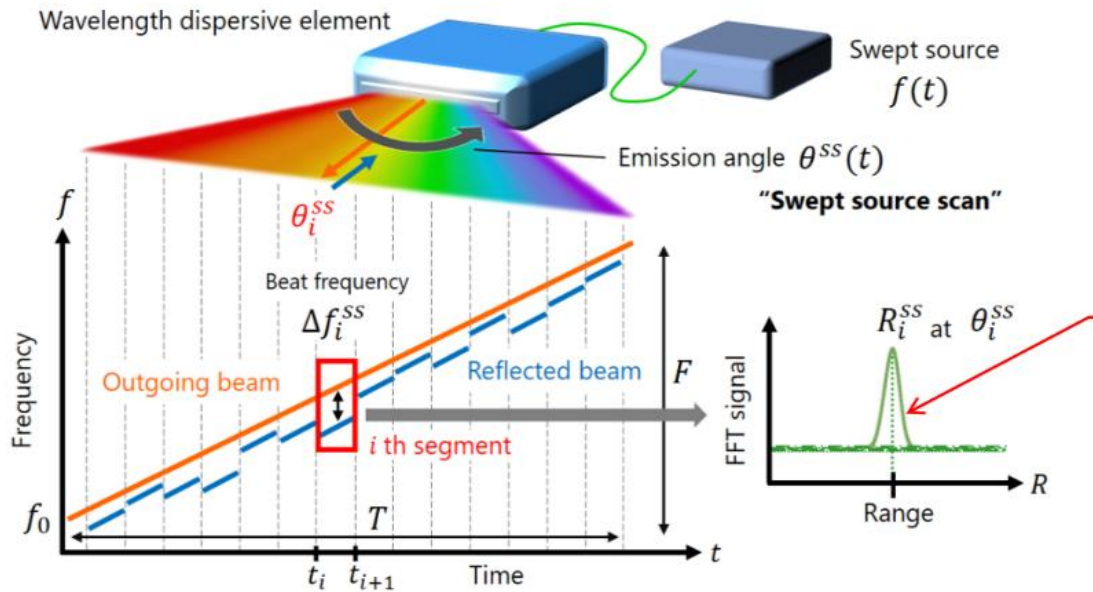 Wavelength dispersive element
Swept source
f(t)
Emission angle θ^{ss}(t)
"Swept source scan"
θ_i^{ss}
f
Beat frequency
Δf_i^{ss}
Outgoing beam
Reflected beam
F
i th segment
Frequency
f_0
T
t
t_i
t_{i+1}
Time
R_i^{ss} at θ_i^{ss}
FFT signal
R
Range